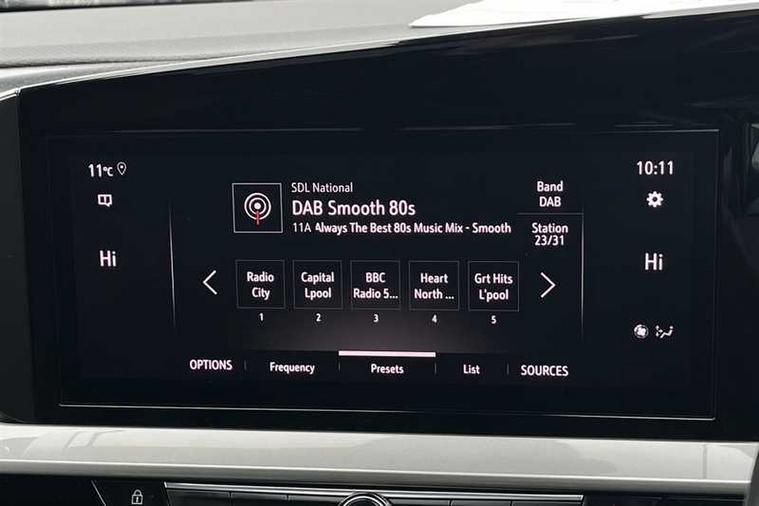 11°C
10:11
Hi
Hi
SDL National
DAB Smooth 80s
11A Always The Best 80s Music Mix - Smooth
Band
DAB
Station
23/31
Radio
City
1
Capital
Lpool
2
BBC
Radio 5...
3
Heart
North ...
4
Grt Hits
L'pool
5
OPTIONS
Frequency
Presets
List
SOURCES